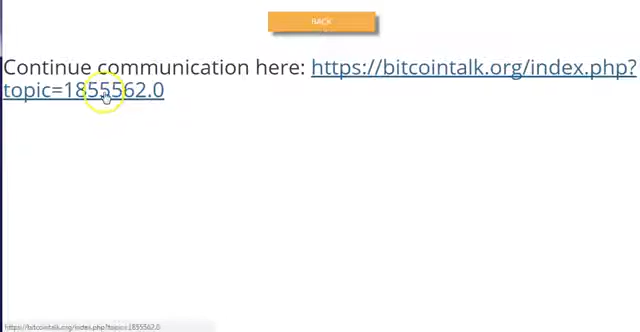 BACK
Continue communication here: https://bitcointalk.org/index.php?
topic=1855562.0
https://bitcointalk.org/index.php?topic=1855562.0